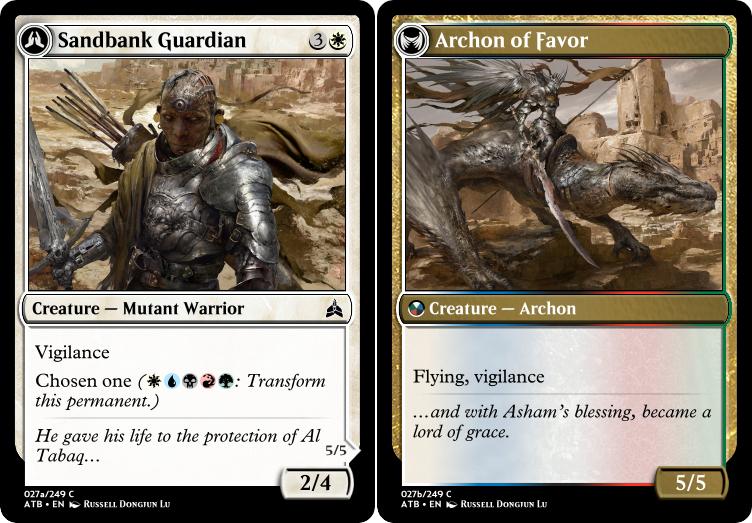 Sandbank Guardian 3
Creature — Mutant Warrior
Vigilance
Chosen one (: Transform
this permanent.)
He gave his life to the protection of Al
Tabaq...
5/5
2/4
027a/249 C
ATB • EN Russell Dongjun Lu
Archon of Favor
Creature — Archon
Flying, vigilance
...and with Asham's blessing, became a
lord of grace.
5/5
027b/249 C
ATB • EN Russell Dongjun Lu